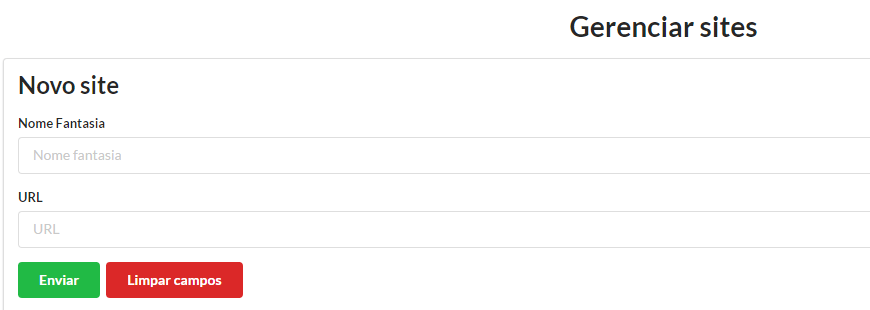 Gerenciar sites
Novo site
Nome Fantasia
Nome fantasia
URL
URL
Enviar Limpar campos